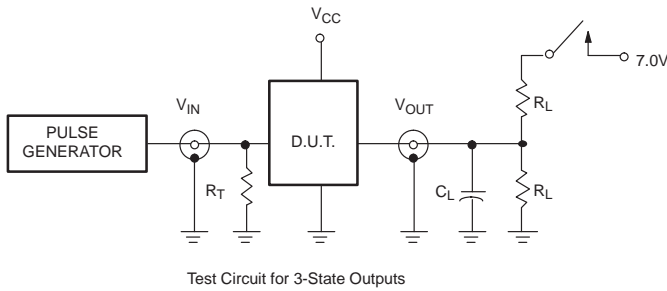 VCC
7.0V
VIN
VOUT
RL
PULSE
GENERATOR
D.U.T.
RT
CL
RL
Test Circuit for 3-State Outputs